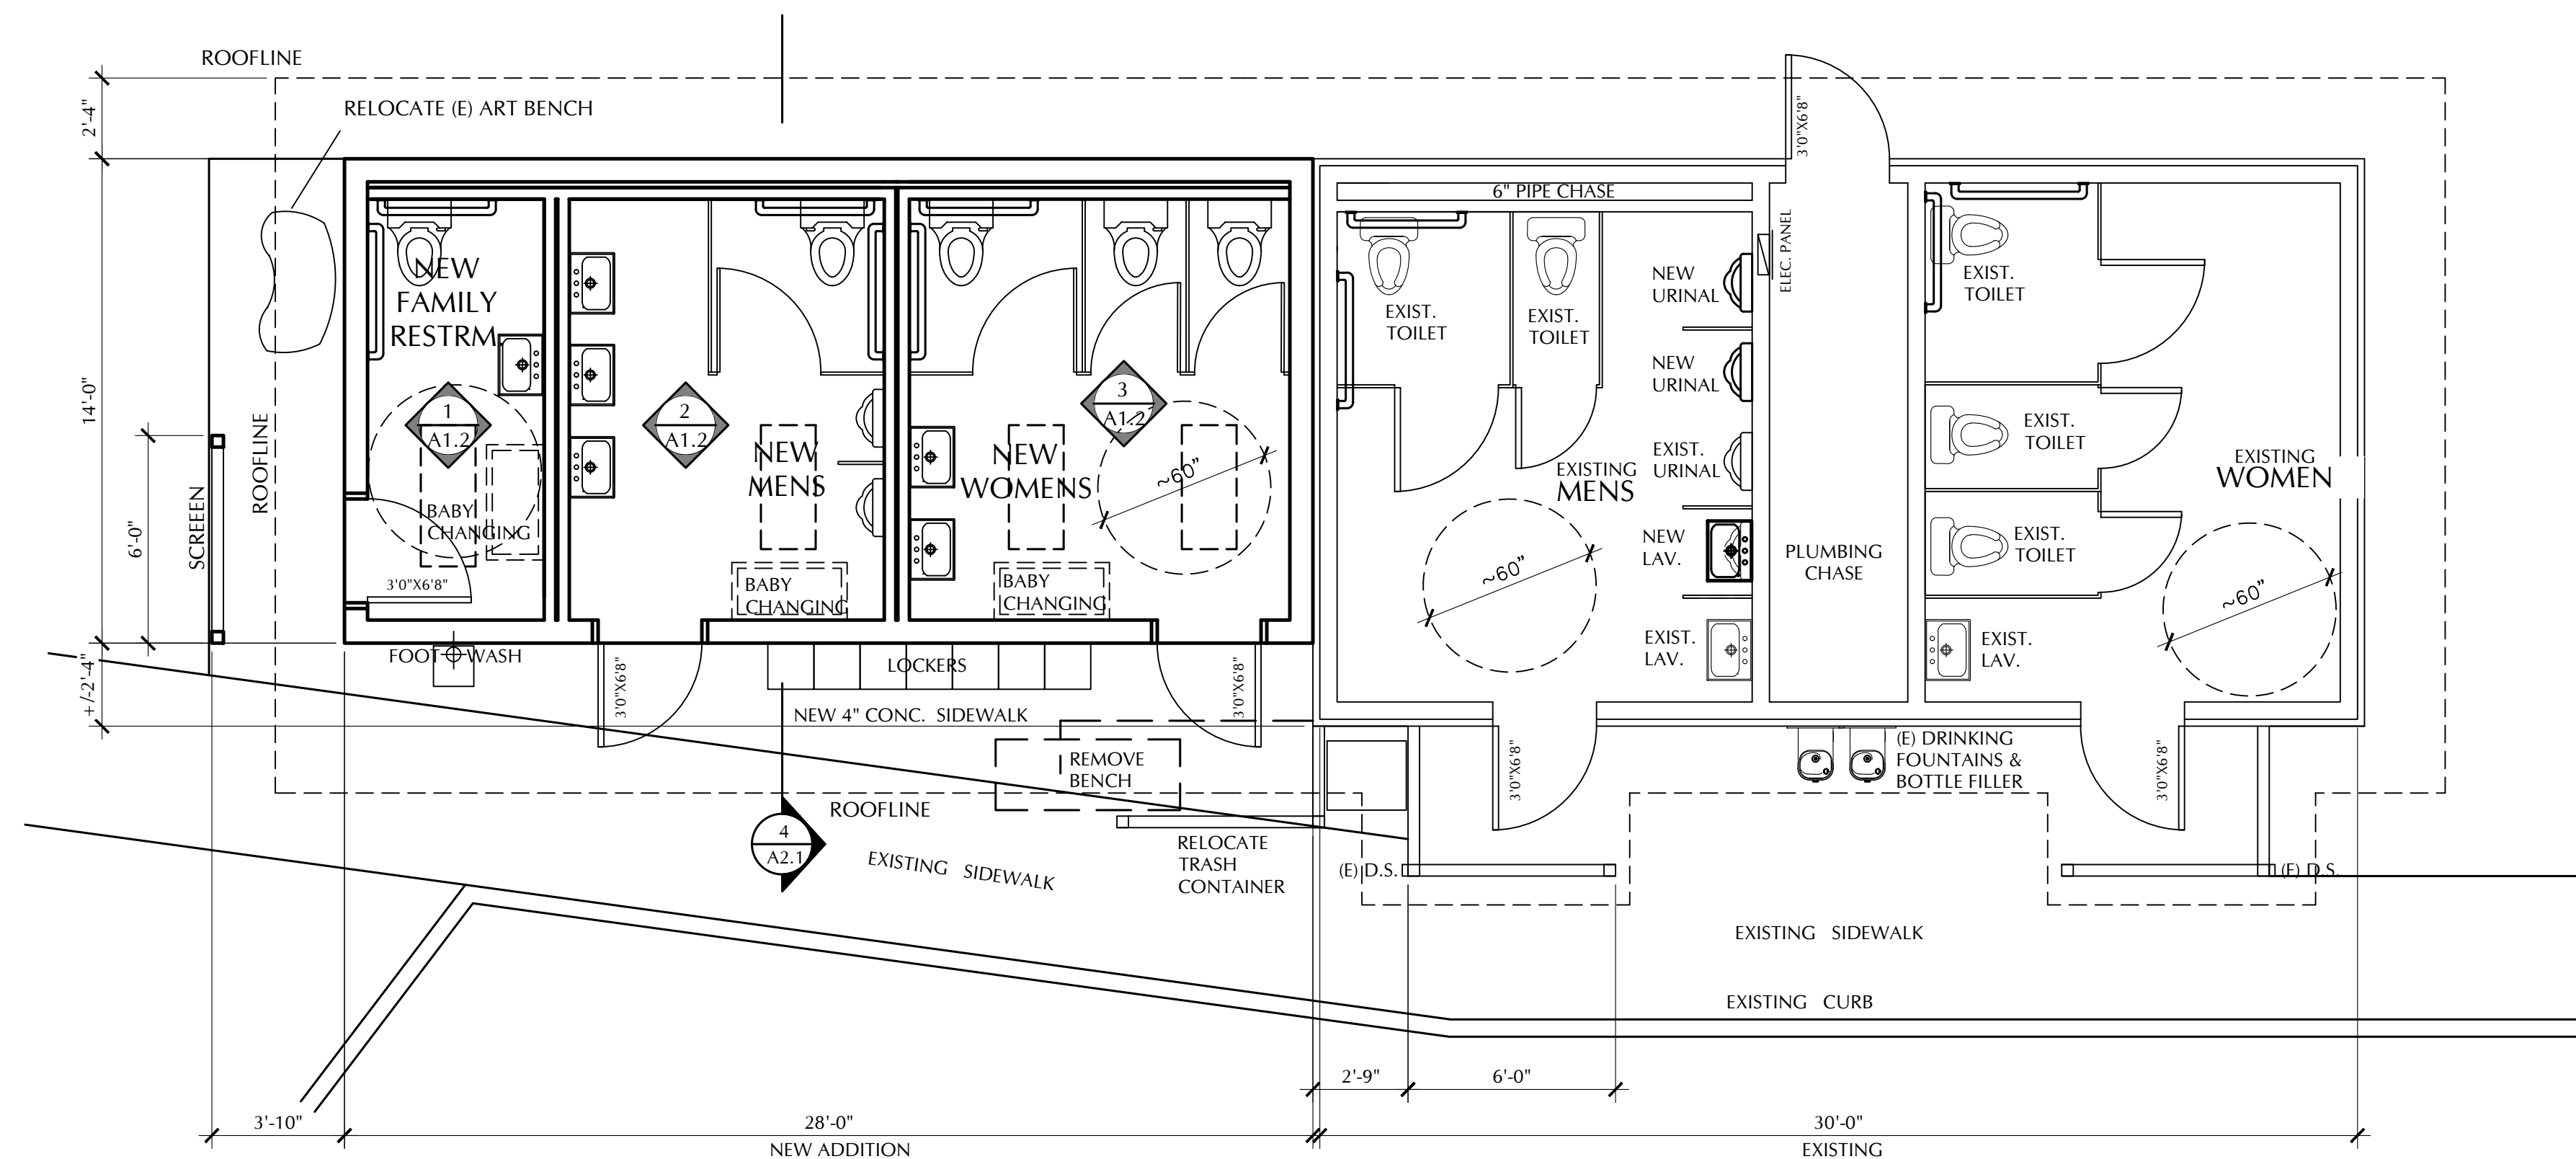 ROOFLINE
RELOCATE (E) ART BENCH
2'-4"
14'-0"
6'-0"
+/-2'-4"
SCREEEN
ROOFLINE
NEW
FAMILY
RESTRM.
1
A1.2
BABY
CHANGING
3'0"X6'8"
FOOT WASH
2
A1.2
NEW
MENS
BABY
CHANGING
3'0"X6'8"
LOCKERS
3
A1.2
NEW
WOMENS
~60"
BABY
CHANGING
3'0"X6'8"
NEW 4" CONC. SIDEWALK
REMOVE
BENCH
4
A2.1
ROOFLINE
EXISTING SIDEWALK
RELOCATE
TRASH
CONTAINER
6" PIPE CHASE
EXIST.
TOILET
EXIST.
TOILET
NEW
URINAL
NEW
URINAL
EXIST.
URINAL
EXISTING
MENS
~60"
NEW
LAV.
EXIST.
LAV.
3'0"X6'8"
ELEC. PANEL
PLUMBING
CHASE
3'0"X6'8"
EXIST.
TOILET
EXIST.
TOILET
EXIST.
TOILET
EXISTING
WOMEN
~60"
EXIST.
LAV.
3'0"X6'8"
(E) DRINKING
FOUNTAINS &
BOTTLE FILLER
(E) D.S.
(E) D.S.
EXISTING SIDEWALK
EXISTING CURB
2'-9"
6'-0"
3'-10"
28'-0"
NEW ADDITION
30'-0"
EXISTING